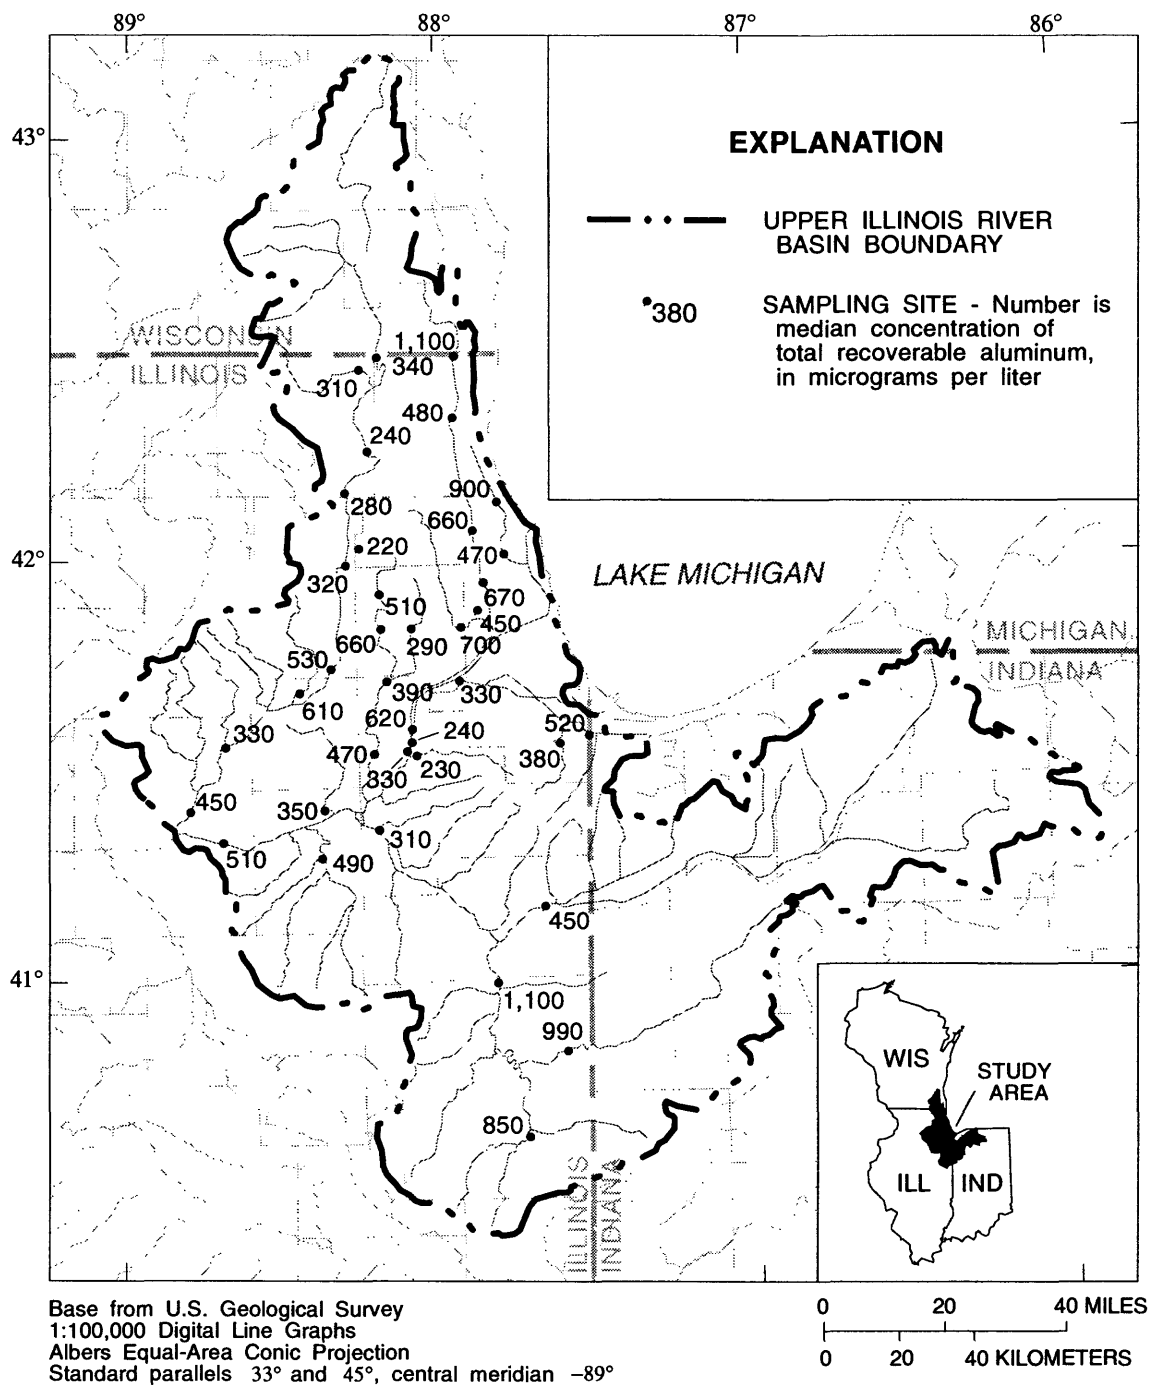 89° 88° 87° 86°
43°
EXPLANATION
UPPER ILLINOIS RIVER
BASIN BOUNDARY
380
SAMPLING SITE - Number is
median concentration of
total recoverable aluminum,
in micrograms per liter
WISCONSIN
ILLINOIS
1,100
340
310
480
240
900
280
660
42°
220
470
LAKE MICHIGAN
320
510
670
450
MICHIGAN
INDIANA
660
290
700
530
390
330
610
620
240
520
330
470
830
230
380
450
350
310
510
490
450
41°
1,100
990
850
ILLINOIS
INDIANA
WIS
STUDY
AREA
ILL
IND
Base from U.S. Geological Survey
1:100,000 Digital Line Graphs
Albers Equal-Area Conic Projection
Standard parallels 33° and 45°, central meridian −89°
0 20 40 MILES
0 20 40 KILOMETERS